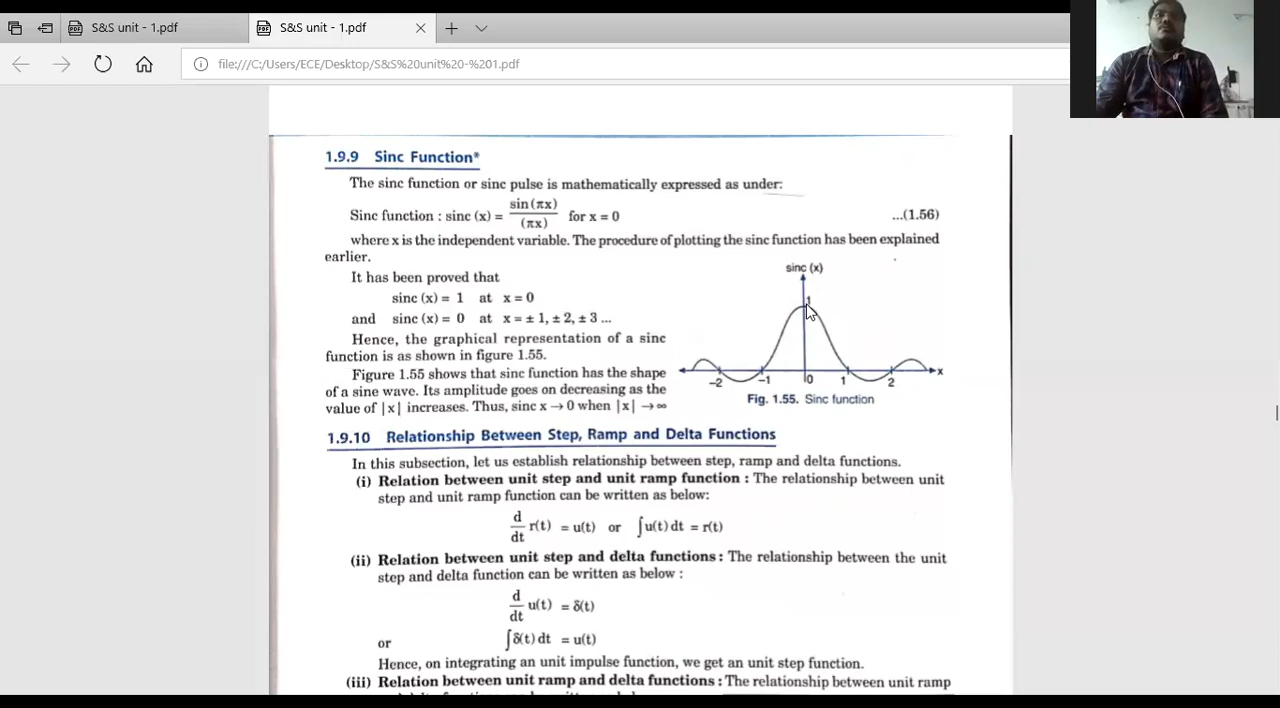 S&S unit - 1.pdf
S&S unit - 1.pdf
file:///C:/Users/ECE/Desktop/S&S%20unit%20-%201.pdf
1.9.9 Sinc Function*
The sinc function or sinc pulse is mathematically expressed as under:
Sinc function : sinc (x) = sin (πx) / (πx) for x = 0 ...(1.56)
where x is the independent variable. The procedure of plotting the sinc function has been explained
earlier.
It has been proved that
sinc (x) = 1 at x = 0
and sinc (x) = 0 at x = ± 1, ± 2, ± 3 ...
Hence, the graphical representation of a sinc
function is as shown in figure 1.55.
Figure 1.55 shows that sinc function has the shape
of a sine wave. Its amplitude goes on decreasing as the
value of |x| increases. Thus, sinc x → 0 when |x| → ∞
sinc (x)
1
x
-2 -1 0 1 2
Fig. 1.55. Sinc function
1.9.10 Relationship Between Step, Ramp and Delta Functions
In this subsection, let us establish relationship between step, ramp and delta functions.
(i) Relation between unit step and unit ramp function : The relationship between unit
step and unit ramp function can be written as below:
d/dt r(t) = u(t) or ∫u(t) dt = r(t)
(ii) Relation between unit step and delta functions : The relationship between the unit
step and delta function can be written as below :
d/dt u(t) = δ(t)
or ∫δ(t) dt = u(t)
Hence, on integrating an unit impulse function, we get an unit step function.
(iii) Relation between unit ramp and delta functions : The relationship between unit ramp